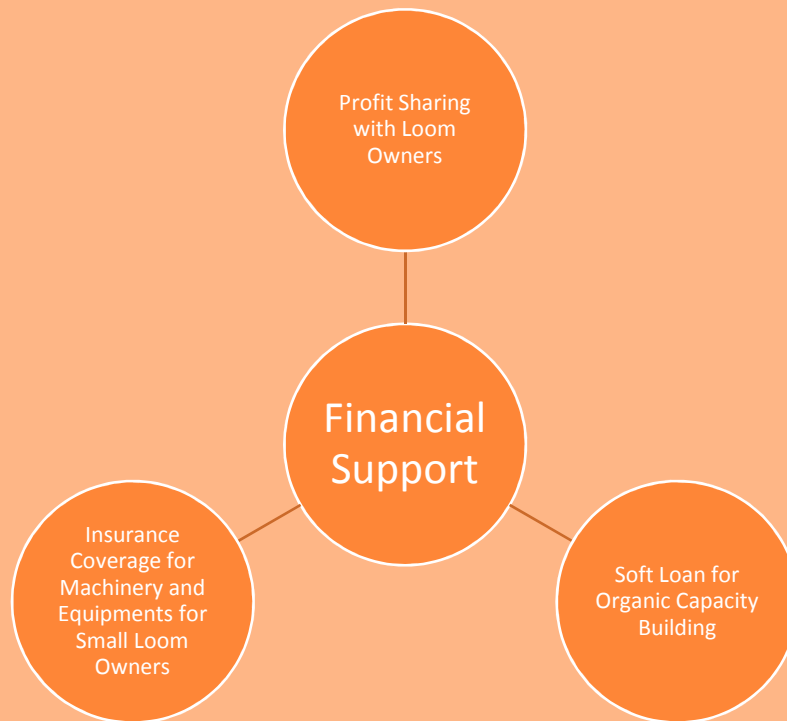 Profit Sharing
with Loom
Owners
Financial
Support
Insurance
Coverage for
Machinery and
Equipments for
Small Loom
Owners
Soft Loan for
Organic Capacity
Building